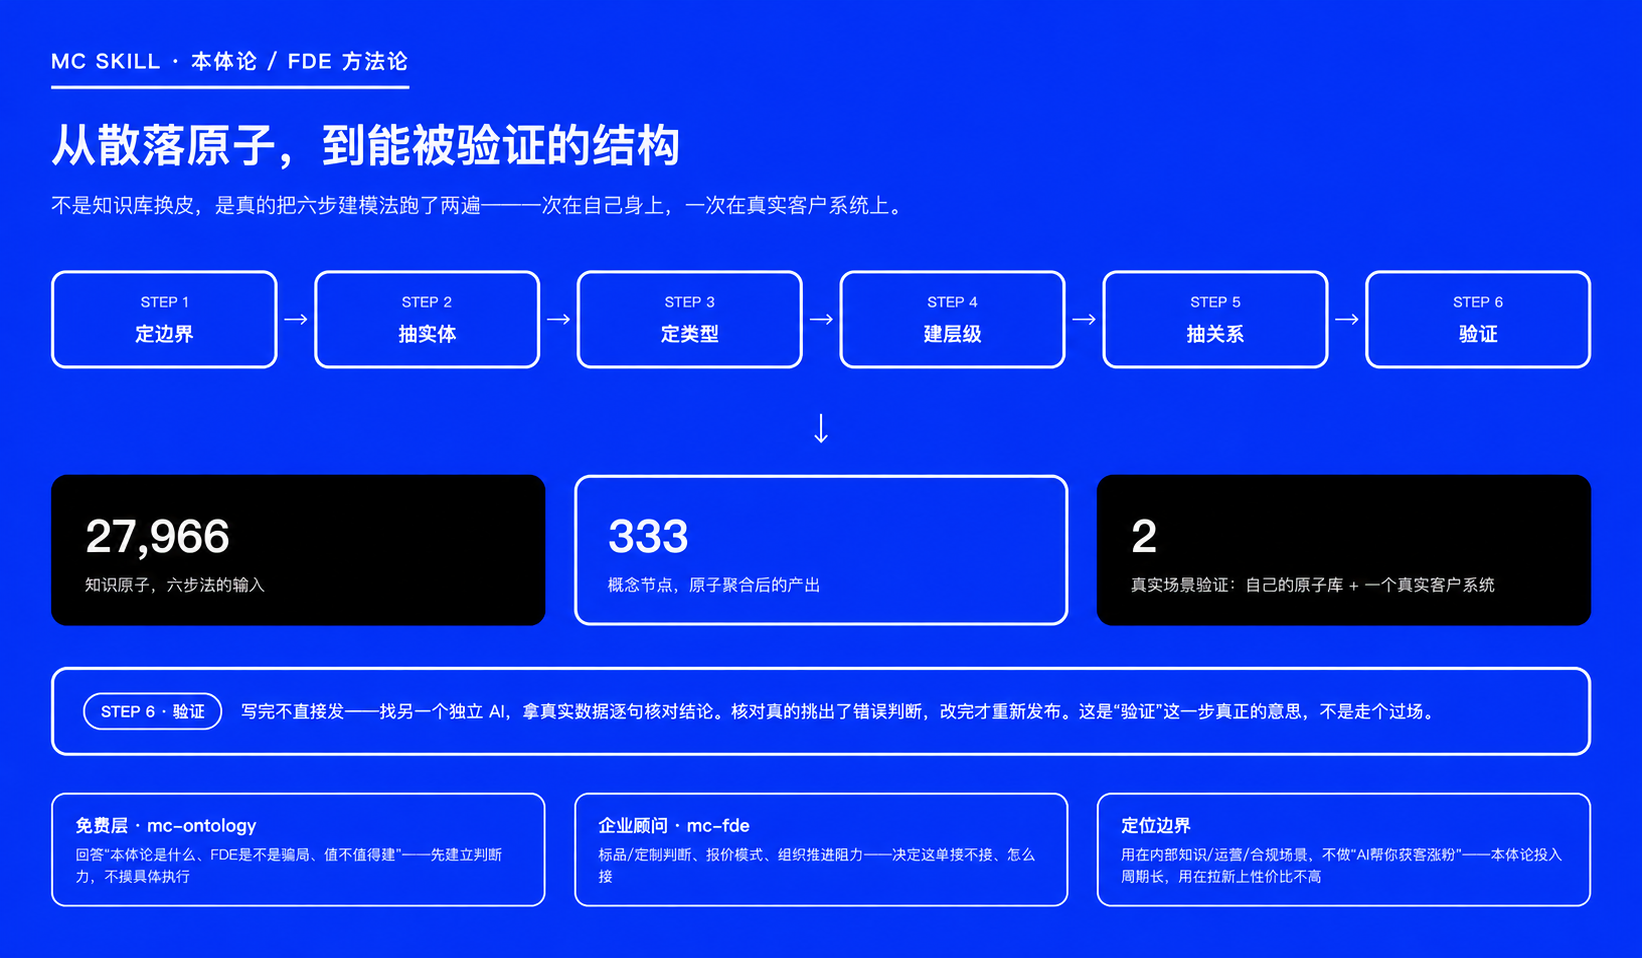 MC SKILL · 本体论 / FDE 方法论
从散落原子，到能被验证的结构
不是知识库换皮，是真的把六步建模法跑了两遍———一次在自己身上，一次在真实客户系统上。
STEP 1
定边界
→
STEP 2
抽实体
→
STEP 3
定类型
→
STEP 4
建层级
→
STEP 5
抽关系
→
STEP 6
验证
↓
27,966
知识原子，六步法的输入
333
概念节点，原子聚合后的产出
2
真实场景验证：自己的原子库 + 一个真实客户系统
STEP 6 · 验证
写完不直接发——找另一个独立 AI，拿真实数据逐句核对结论。核对真的挑出了错误判断，改完才重新发布。这是“验证”这一步真正的意思，不是走个过场。
免费层 · mc-ontology
回答“本体论是什么、FDE是不是骗局、值不值得建”——先建立判断
力，不摸具体执行
企业顾问 · mc-fde
标品/定制判断、报价模式、组织推进阻力——决定这单接不接、怎么
接
定位边界
用在内部知识/运营/合规场景，不做“AI帮你获客涨粉”——本体论投入
周期长，用在拉新上性价比不高